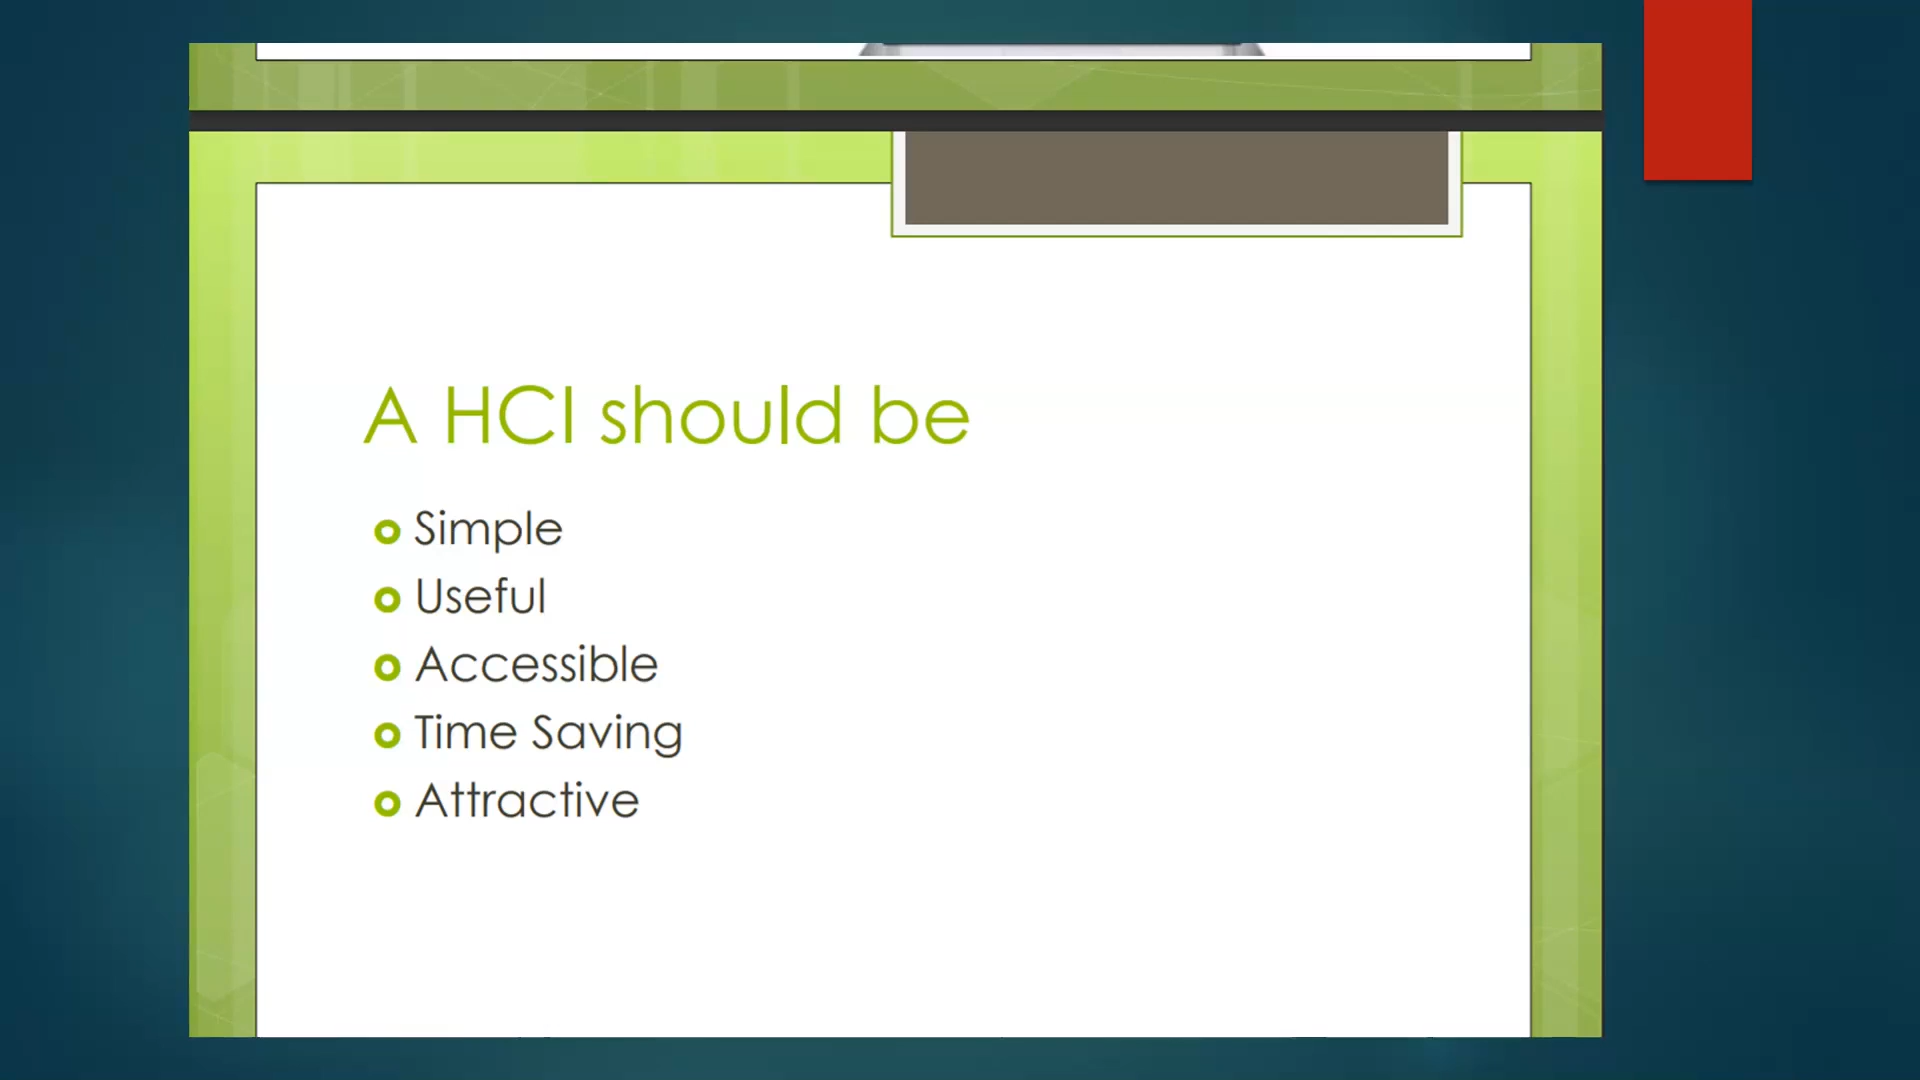 A HCI should be
Simple
Useful
Accessible
Time Saving
Attractive